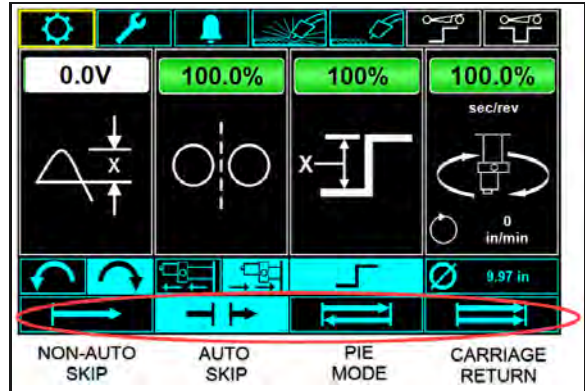 0.0V
100.0%
100%
100.0%
sec/rev
X
X
0
in/min
9.97 in
NON-AUTO
SKIP
AUTO
SKIP
PIE
MODE
CARRIAGE
RETURN